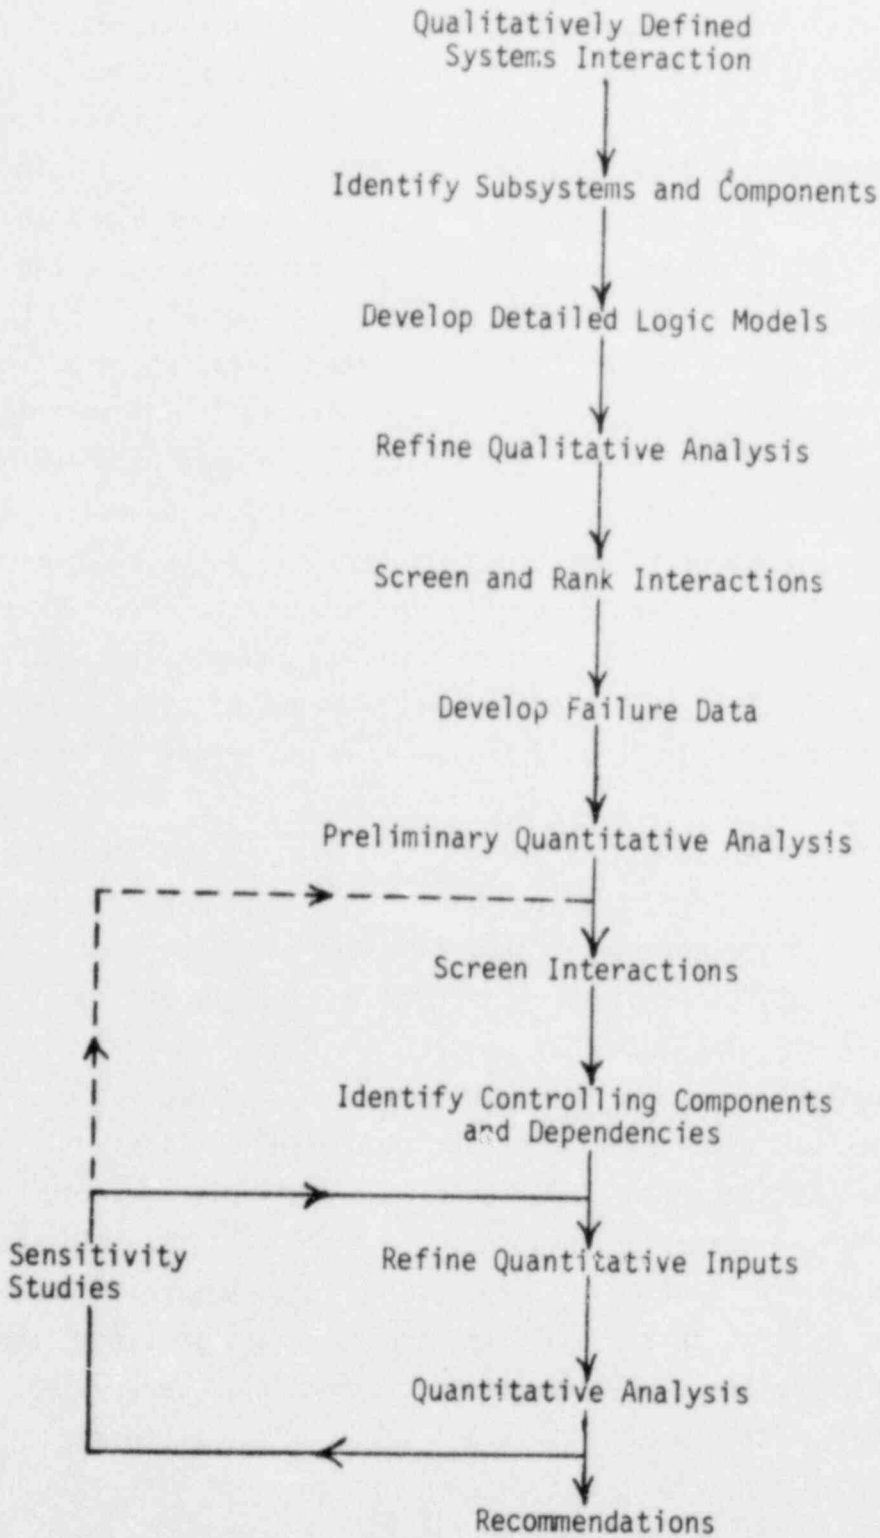 Qualitatively Defined
Systems Interaction
Identify Subsystems and Components
Develop Detailed Logic Models
Refine Qualitative Analysis
Screen and Rank Interactions
Develop Failure Data
Preliminary Quantitative Analysis
Screen Interactions
Identify Controlling Components
and Dependencies
Sensitivity
Studies
Refine Quantitative Inputs
Quantitative Analysis
Recommendations